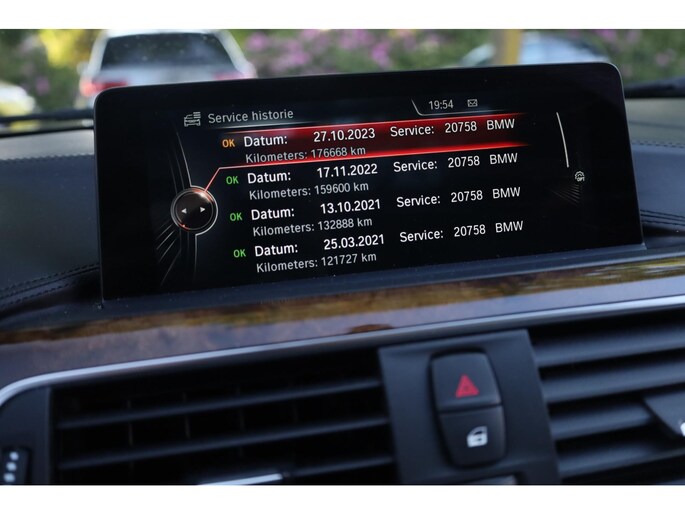 Service historie 19:54
OK Datum: 27.10.2023 Service: 20758 BMW
Kilometers: 176668 km
OK Datum: 17.11.2022 Service: 20758 BMW
Kilometers: 159600 km
OK Datum: 13.10.2021 Service: 20758 BMW
Kilometers: 132888 km
OK Datum: 25.03.2021 Service: 20758 BMW
Kilometers: 121727 km